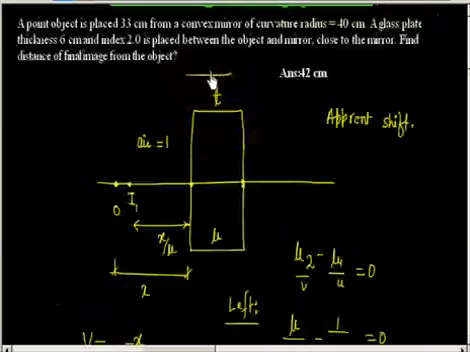 A point object is placed 33 cm from a convex mirror of curvature radius = 40 cm. A glass plate
thickness 6 cm and index 2.0 is placed between the object and mirror, close to the mirror. Find
distance of final image from the object?
Ans:42 cm
t
Apprent shift.
air = 1
O I₁
x/μ
μ
μ₂/v - μ₁/u = 0
x
Left:
μ - 1 = 0
V= -x